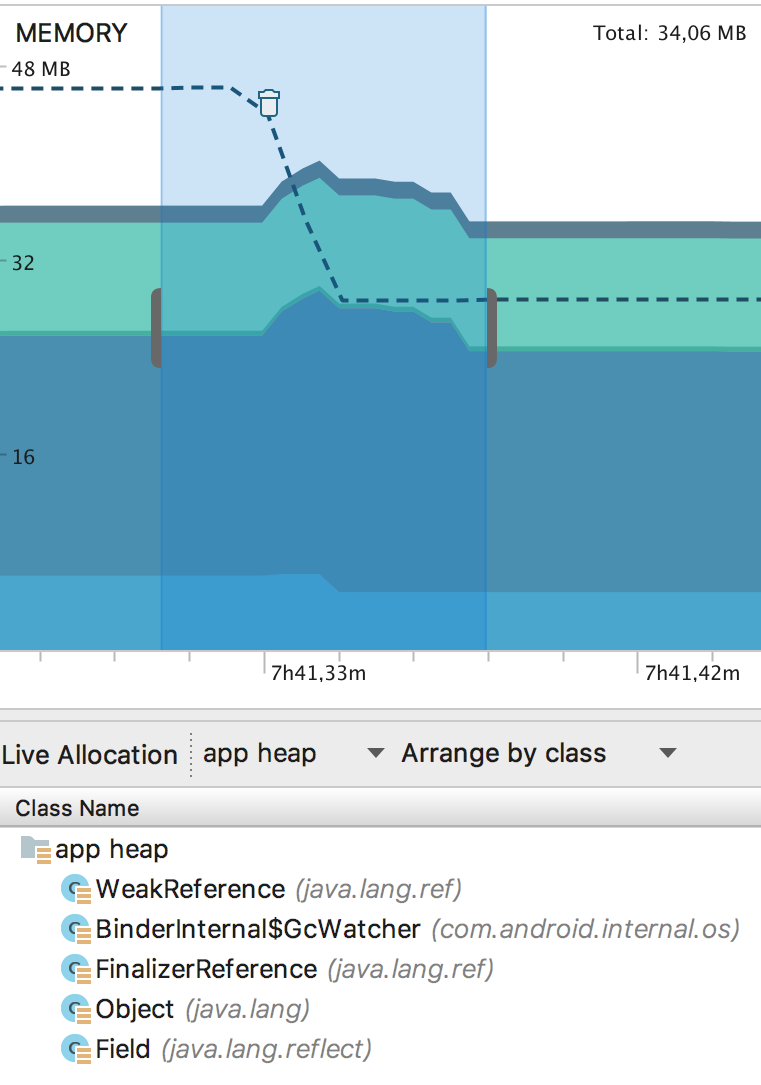 MEMORY
Total: 34,06 MB
48 MB
32
16
7h41,33m
7h41,42m
Live Allocation app heap Arrange by class
Class Name
app heap
C WeakReference (java.lang.ref)
C BinderInternal$GcWatcher (com.android.internal.os)
C FinalizerReference (java.lang.ref)
C Object (java.lang)
C Field (java.lang.reflect)